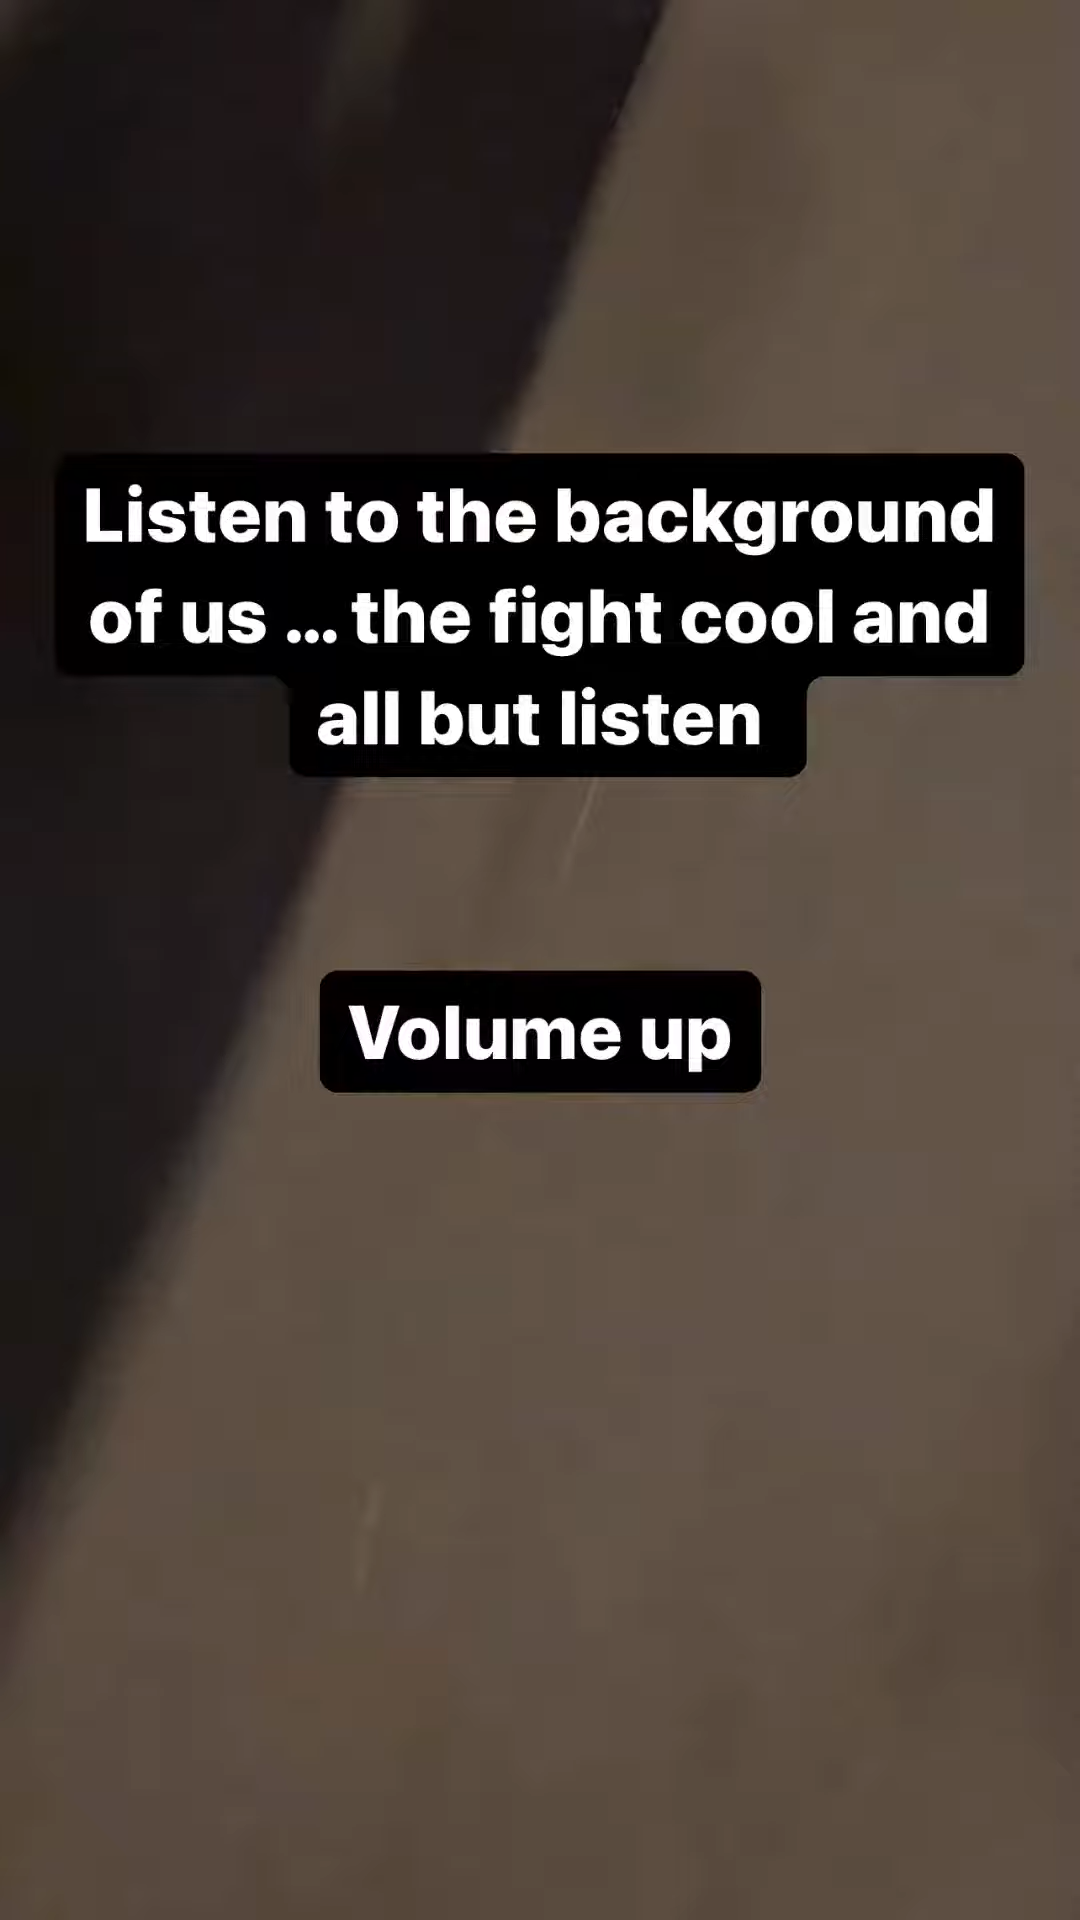 Listen to the background
of us ... the fight cool and
all but listen
Volume up